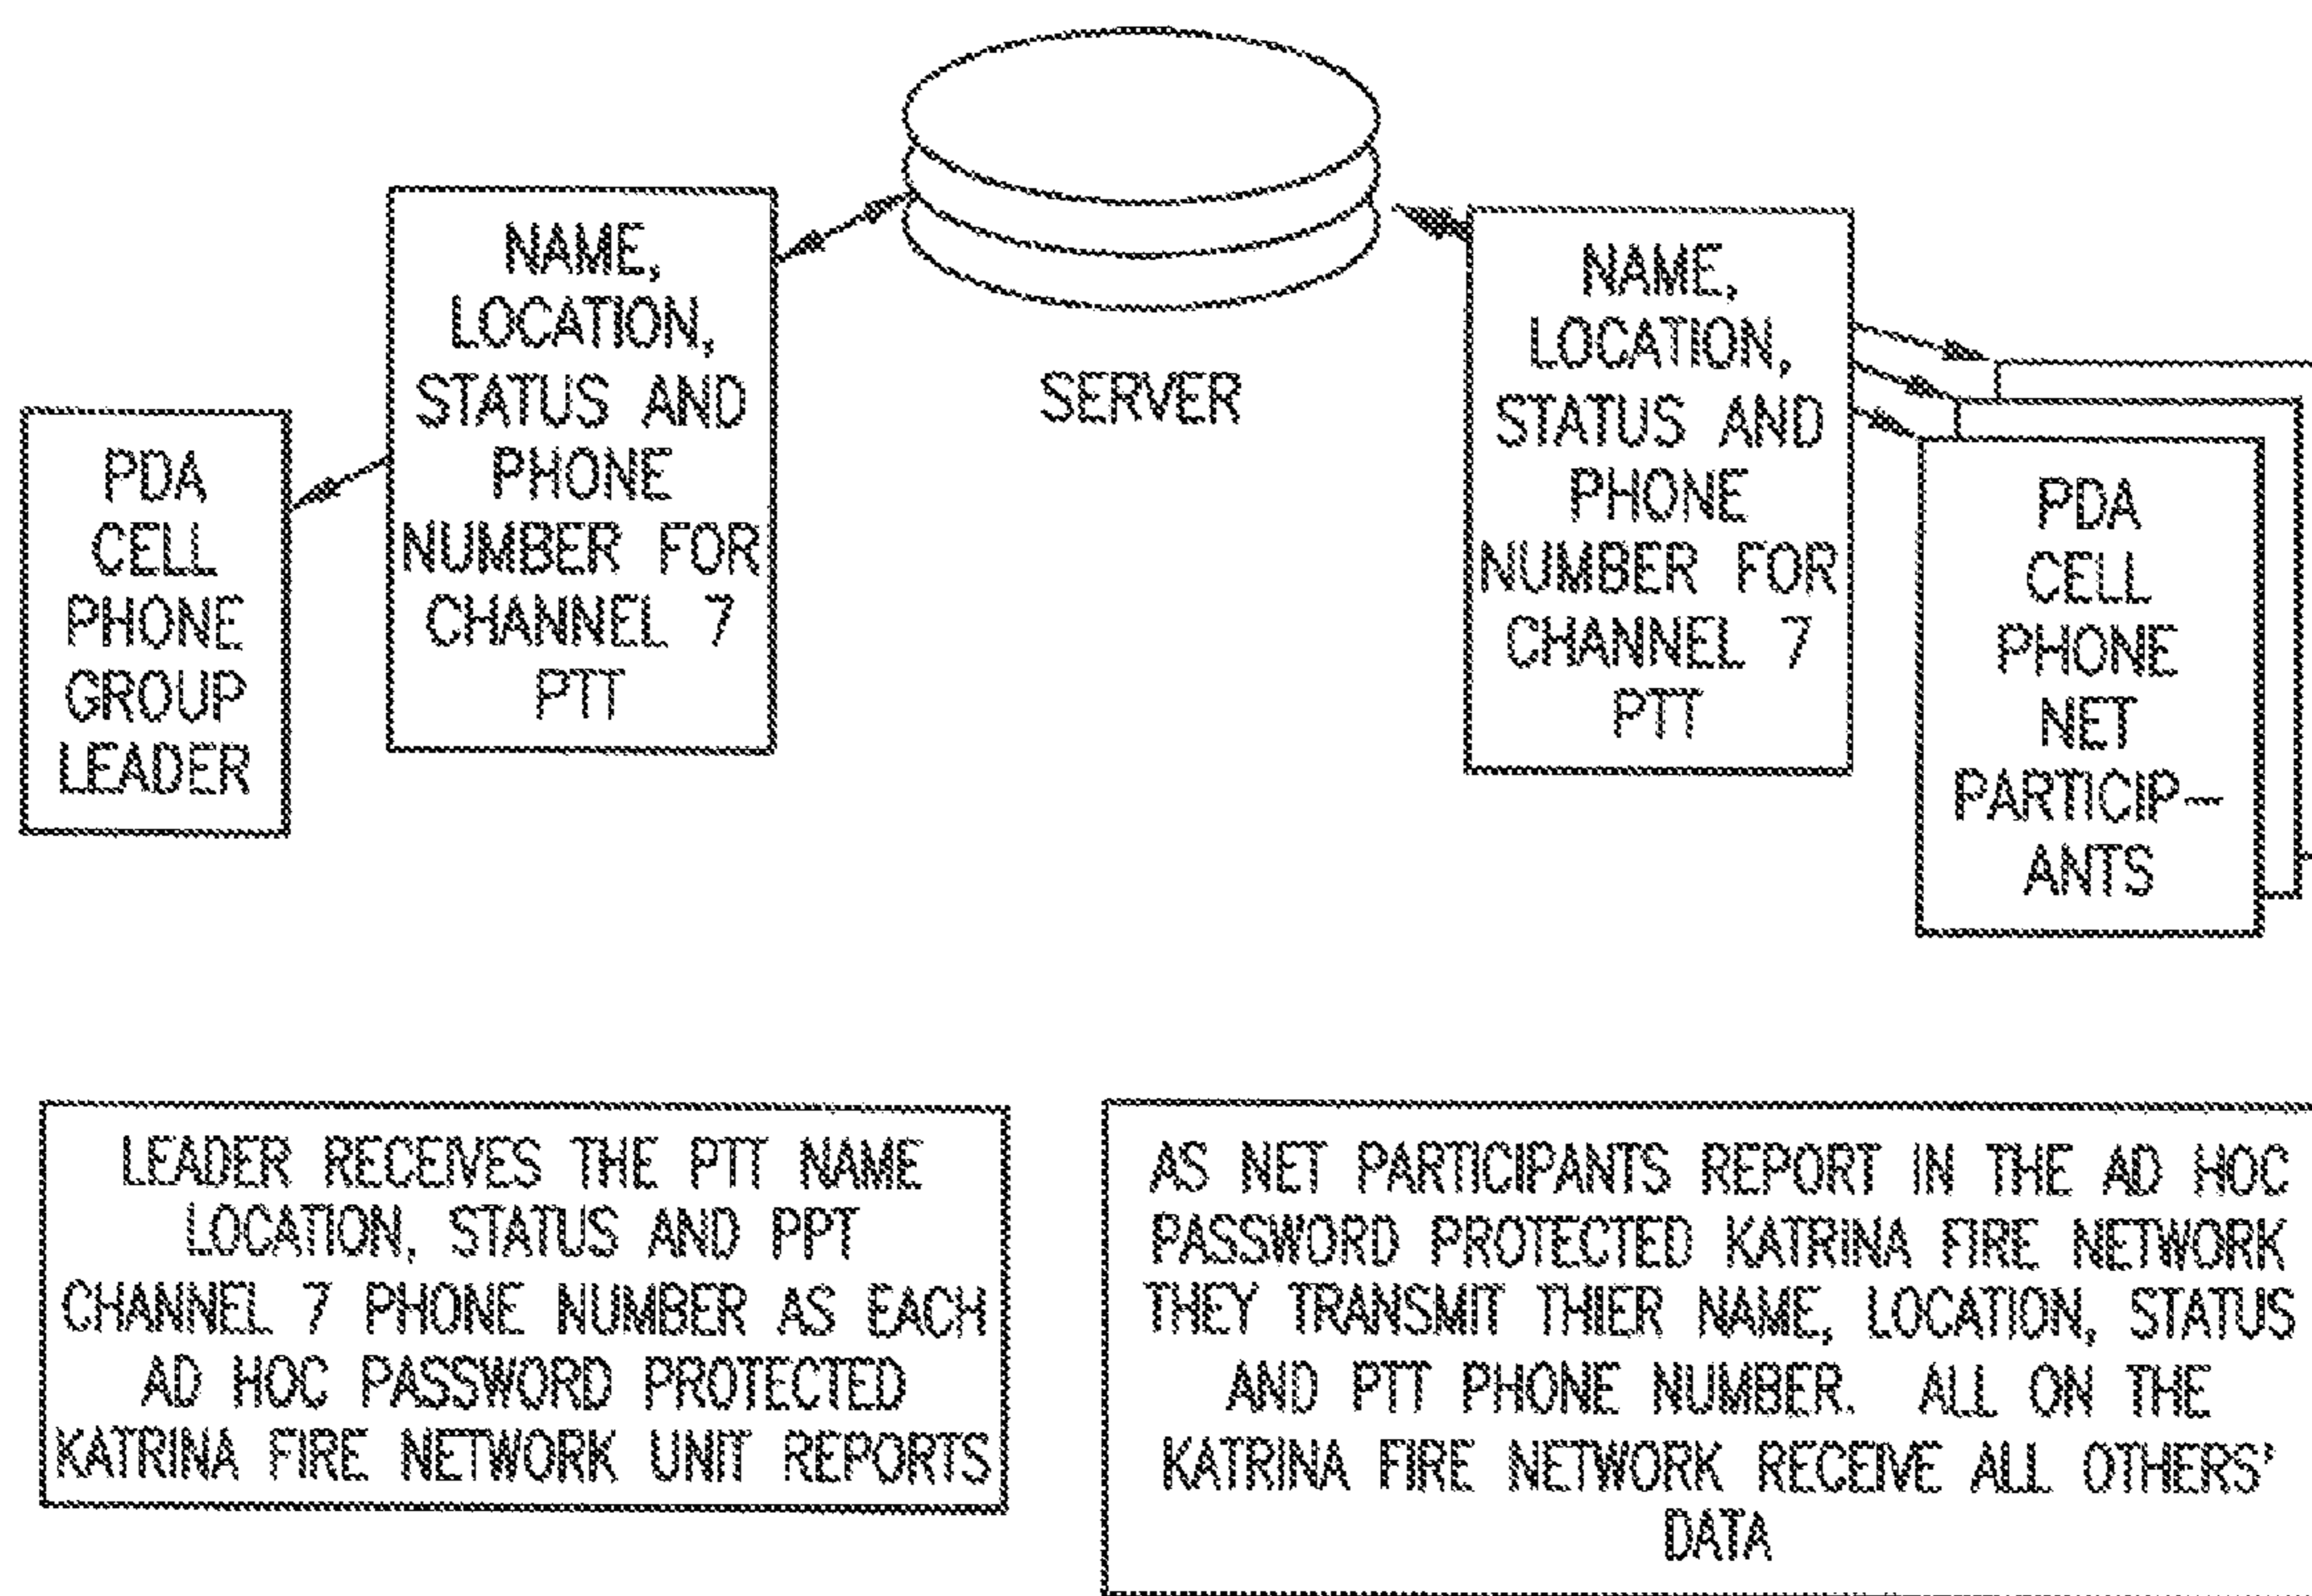 NAME,
LOCATION,
STATUS AND
PHONE
NUMBER FOR
CHANNEL 7
PTT
SERVER
NAME,
LOCATION,
STATUS AND
PHONE
NUMBER FOR
CHANNEL 7
PTT
PDA
CELL
PHONE
GROUP
LEADER
PDA
CELL
PHONE
NET
PARTICIP-
ANTS
LEADER RECEIVES THE PTT NAME
LOCATION, STATUS AND PPT
CHANNEL 7 PHONE NUMBER AS EACH
AD HOC PASSWORD PROTECTED
KATRINA FIRE NETWORK UNIT REPORTS
AS NET PARTICIPANTS REPORT IN THE AD HOC
PASSWORD PROTECTED KATRINA FIRE NETWORK
THEY TRANSMIT THIER NAME, LOCATION, STATUS
AND PTT PHONE NUMBER. ALL ON THE
KATRINA FIRE NETWORK RECEIVE ALL OTHERS'
DATA